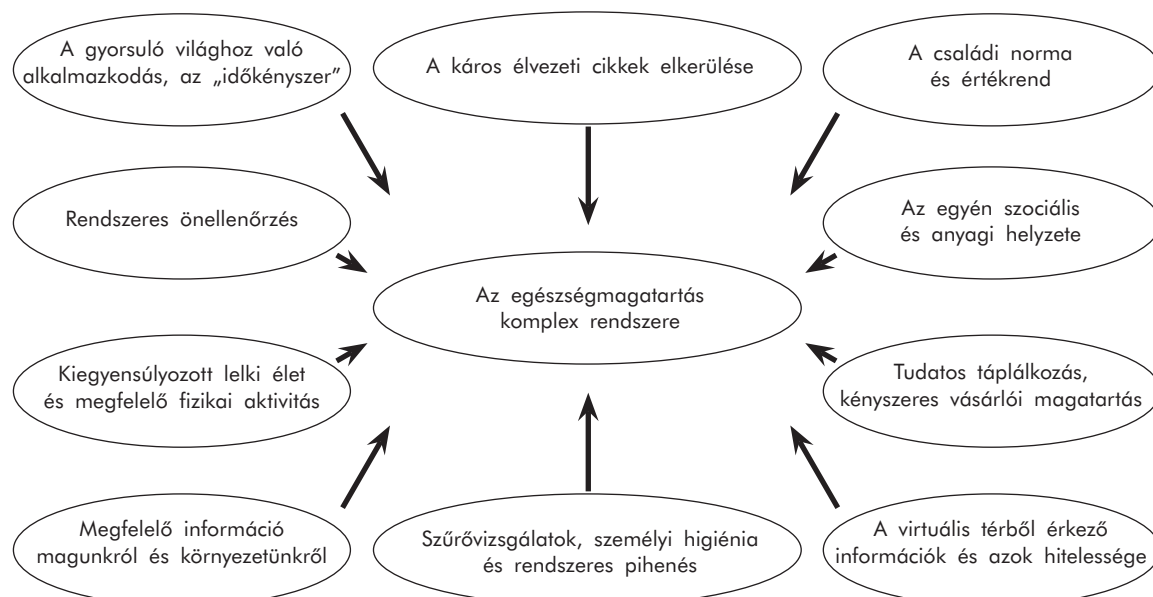 A gyorsuló világhoz való
alkalmazkodás, az „időkényszer”
A káros élvezeti cikkek elkerülése
A családi norma
és értékrend
Rendszeres önellenőrzés
Az egyén szociális
és anyagi helyzete
Az egészségmagatartás
komplex rendszere
Kiegyensúlyozott lelki élet
és megfelelő fizikai aktivitás
Tudatos táplálkozás,
kényszeres vásárlói magatartás
Megfelelő információ
magunkról és környezetünkről
Szűrővizsgálatok, személyi higiénia
és rendszeres pihenés
A virtuális térből érkező
információk és azok hitelessége